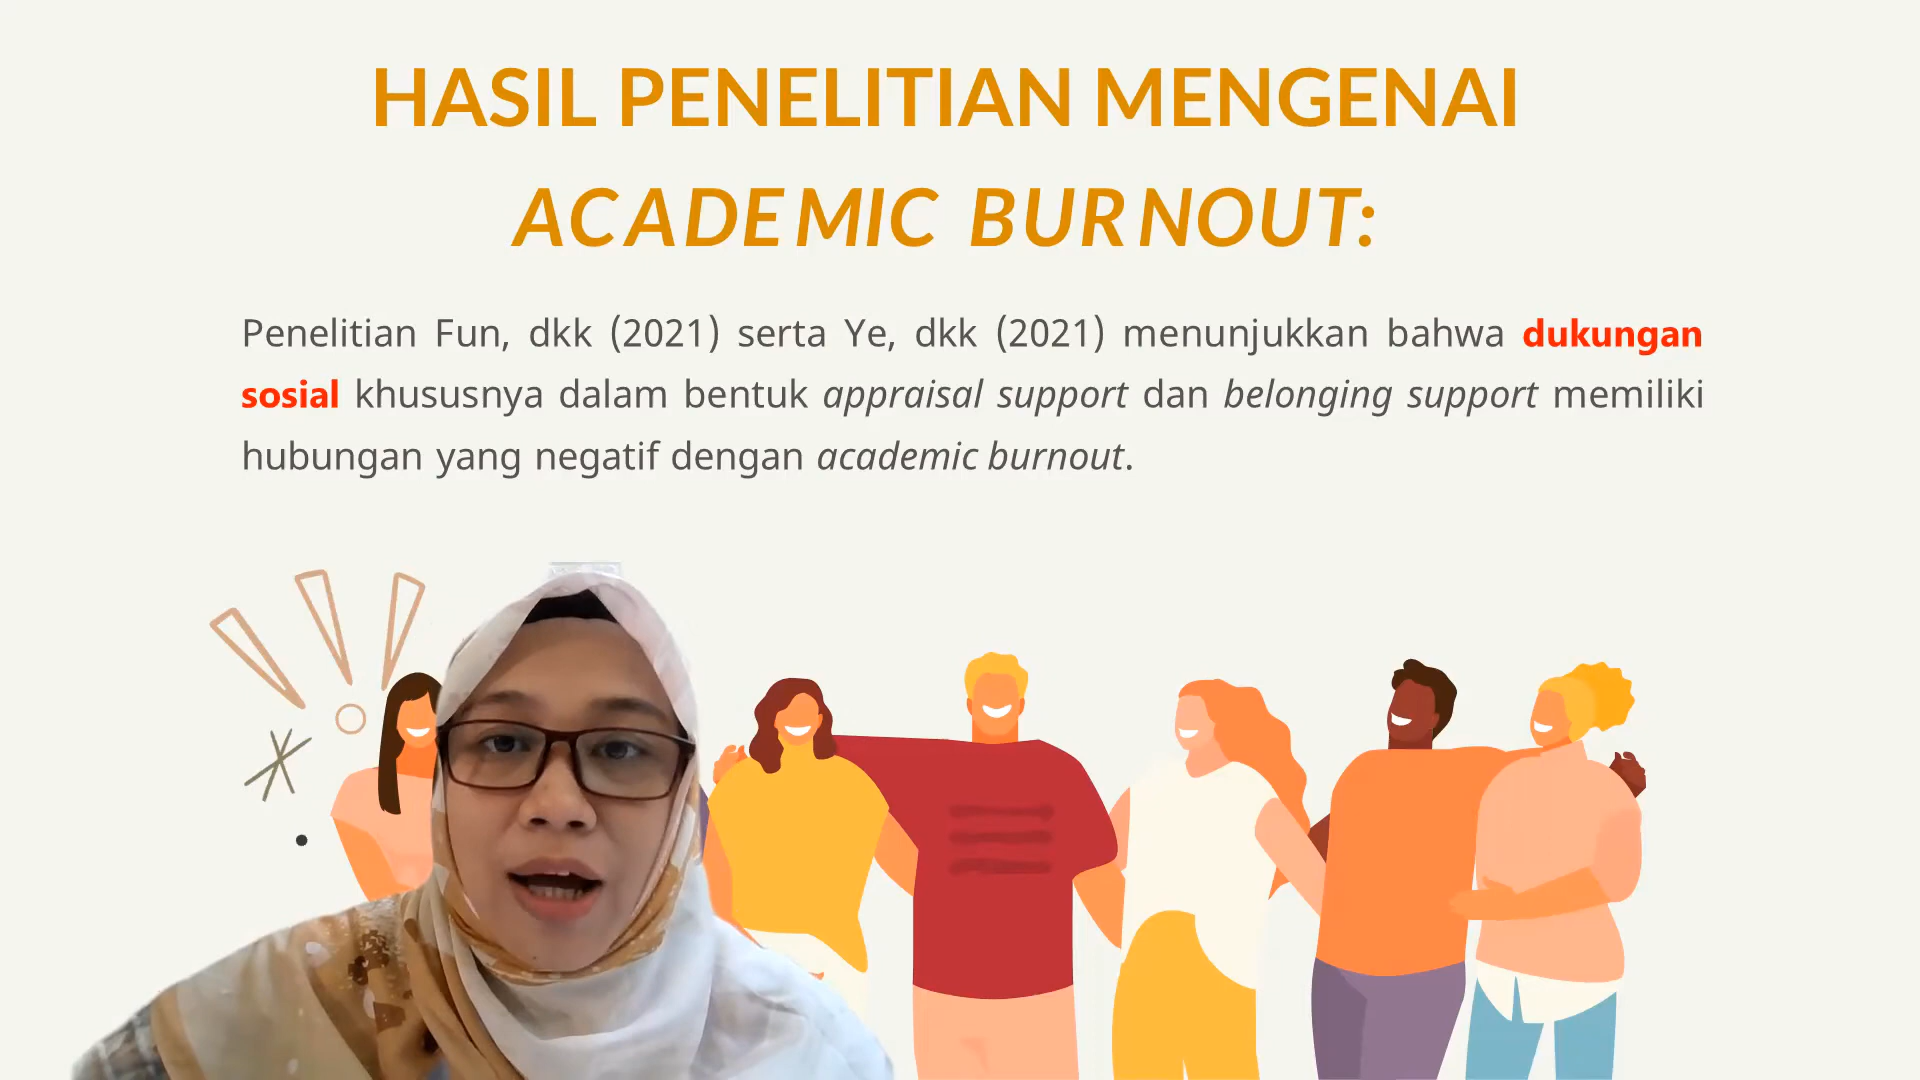 HASIL PENELITIAN MENGENAI
ACADEMIC BURNOUT:
Penelitian Fun, dkk (2021) serta Ye, dkk (2021) menunjukkan bahwa dukungan
sosial khususnya dalam bentuk appraisal support dan belonging support memiliki
hubungan yang negatif dengan academic burnout.